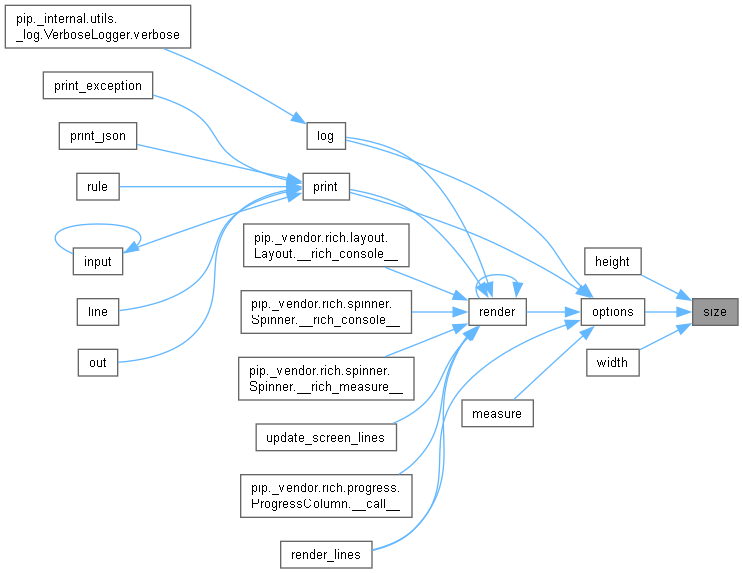 pip._internal.utils.
_log.VerboseLogger.verbose
print_exception
print_json
log
rule
print
pip._vendor.rich.layout.
Layout.__rich_console__
input
height
pip._vendor.rich.spinner.
Spinner.__rich_console__
line
render
options
size
out
pip._vendor.rich.spinner.
Spinner.__rich_measure__
width
measure
update_screen_lines
pip._vendor.rich.progress.
ProgressColumn.__call__
render_lines